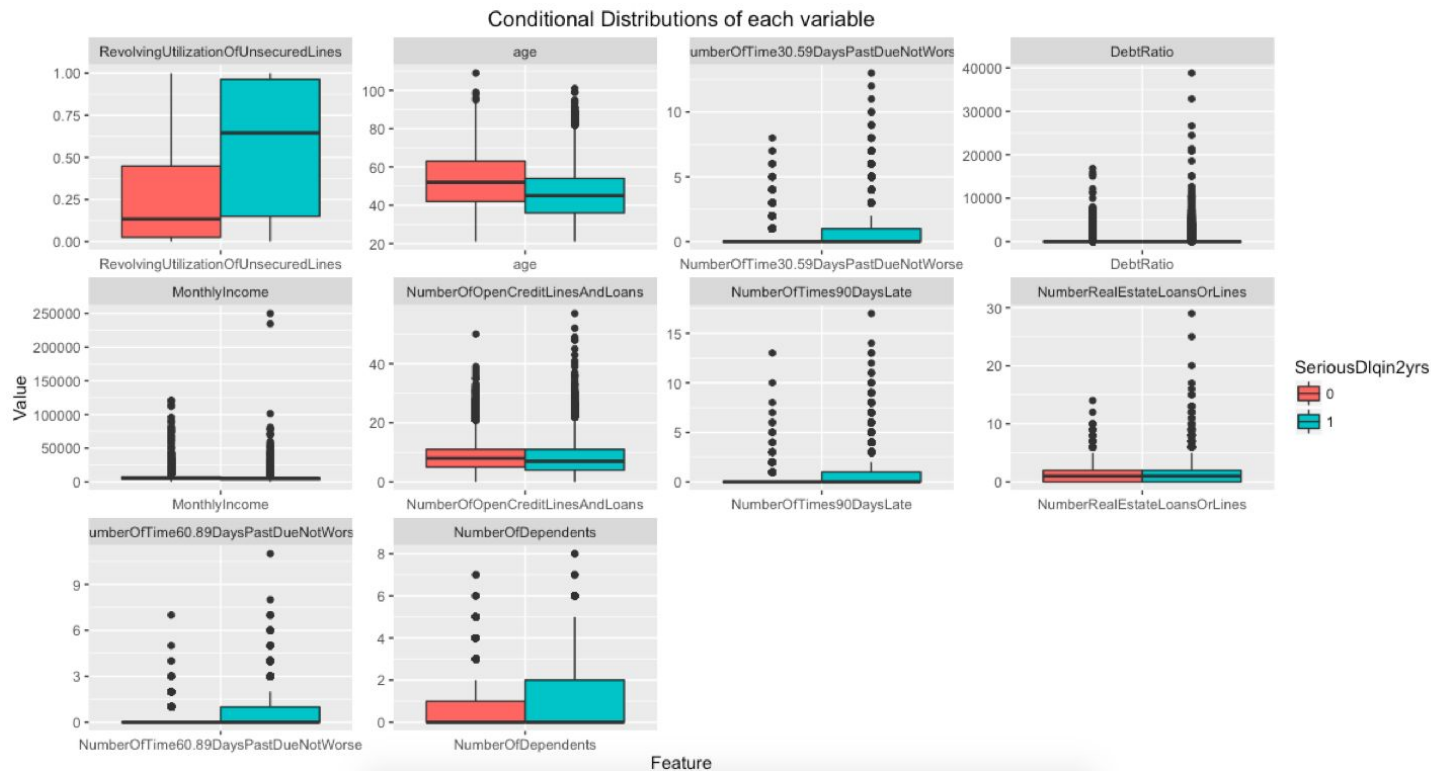 Conditional Distributions of each variable
RevolvingUtilizationOfUnsecuredLines
age
umberOfTime30.59DaysPastDueNotWors
DebtRatio
1.00
0.75
0.50
0.25
0.00
100
80
60
40
20
10
5
0
40000
30000
20000
10000
0
RevolvingUtilizationOfUnsecuredLines
age
NumberOfTime30.59DaysPastDueNotWorse
DebtRatio
MonthlyIncome
NumberOfOpenCreditLinesAndLoans
NumberOfTimes90DaysLate
NumberRealEstateLoansOrLines
250000
200000
150000
100000
50000
0
40
20
0
15
10
5
0
30
20
10
0
MonthlyIncome
NumberOfOpenCreditLinesAndLoans
NumberOfTimes90DaysLate
NumberRealEstateLoansOrLines
umberOfTime60.89DaysPastDueNotWors
NumberOfDependents
9
6
3
0
8
6
4
2
0
NumberOfTime60.89DaysPastDueNotWorse
NumberOfDependents
Value
Feature
SeriousDlqin2yrs
0
1